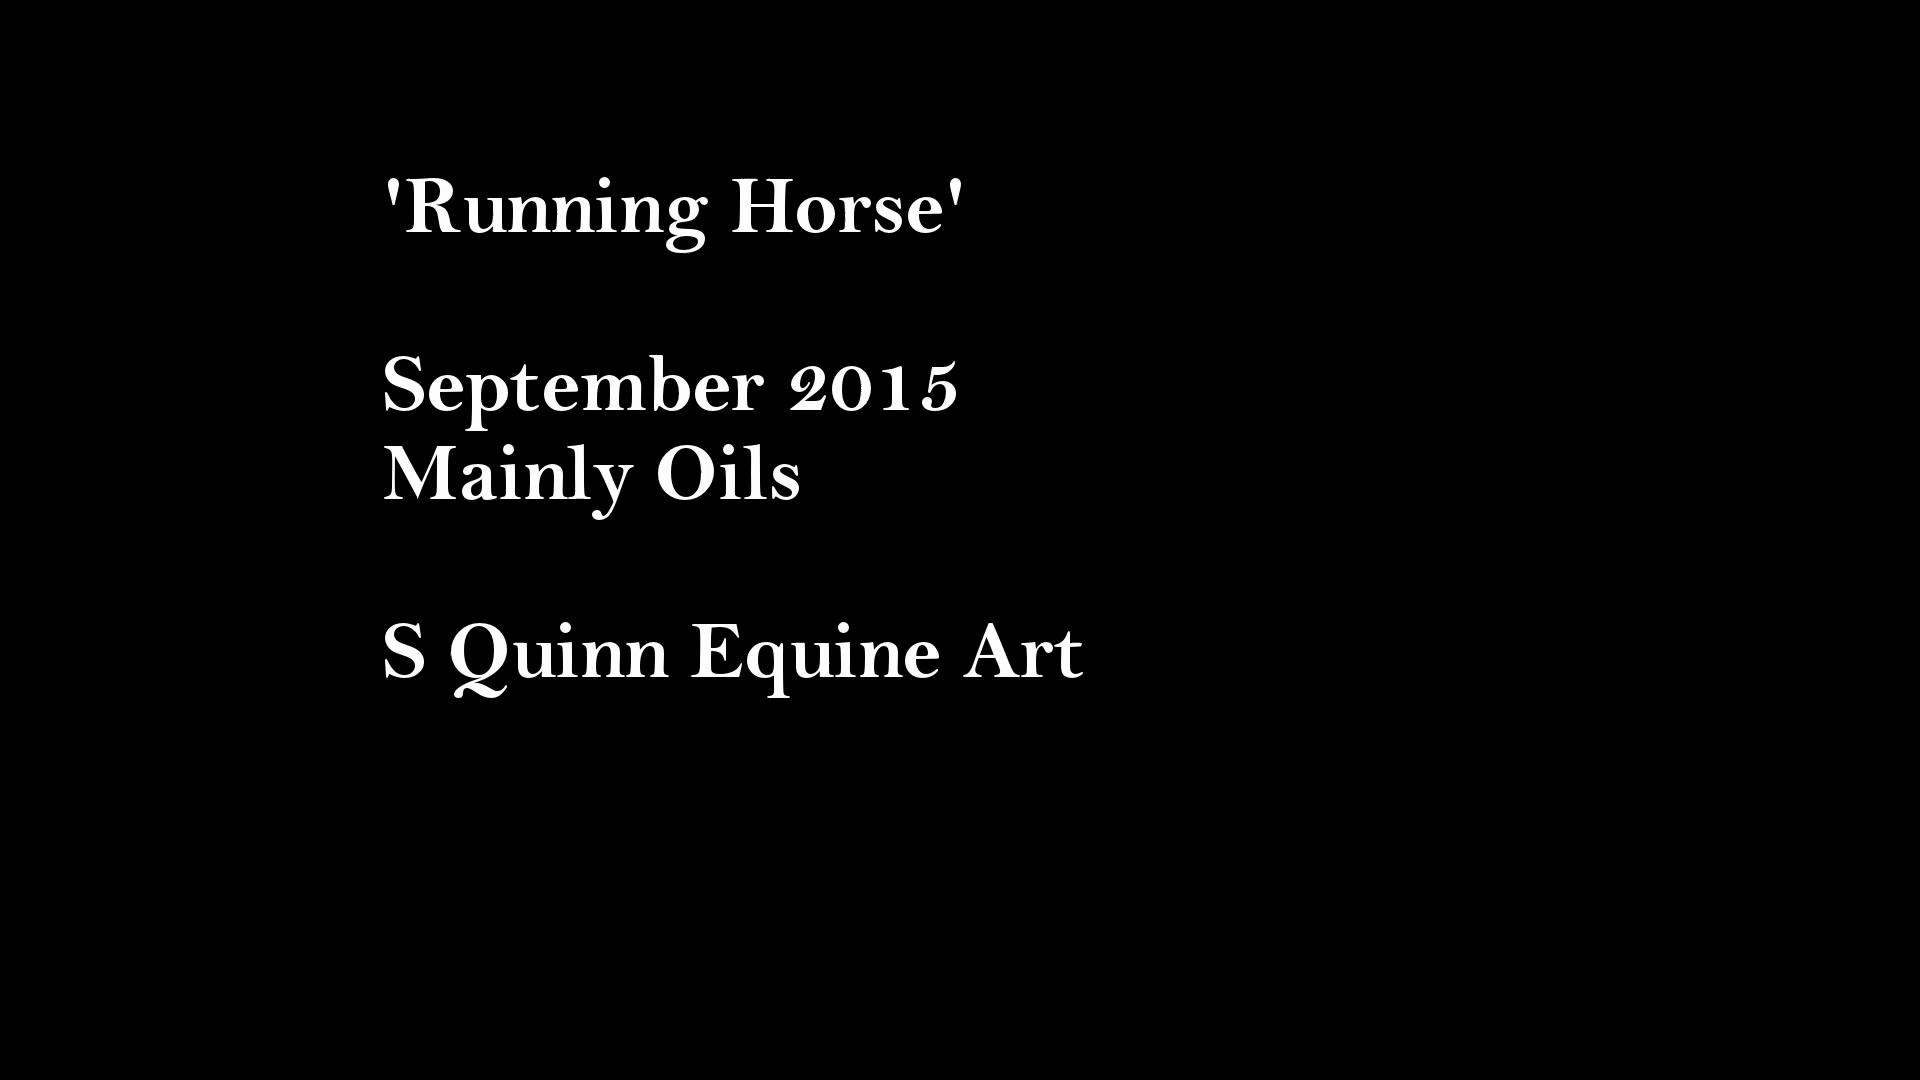 'Running Horse'
September 2015
Mainly Oils
S Quinn Equine Art